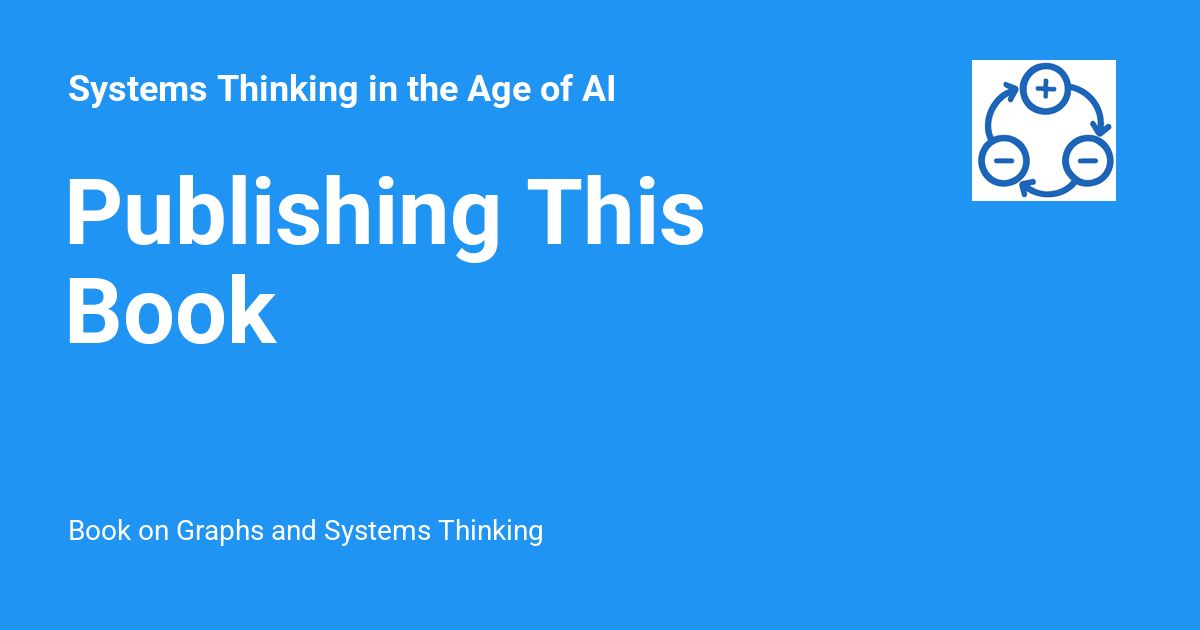 Systems Thinking in the Age of AI
Publishing This
Book
Book on Graphs and Systems Thinking